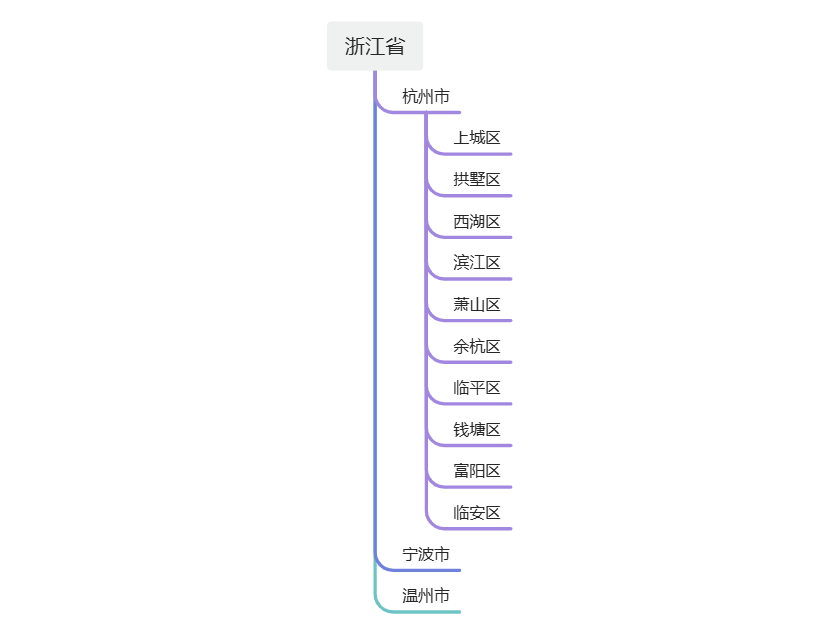 浙江省
杭州市
上城区
拱墅区
西湖区
滨江区
萧山区
余杭区
临平区
钱塘区
富阳区
临安区
宁波市
温州市